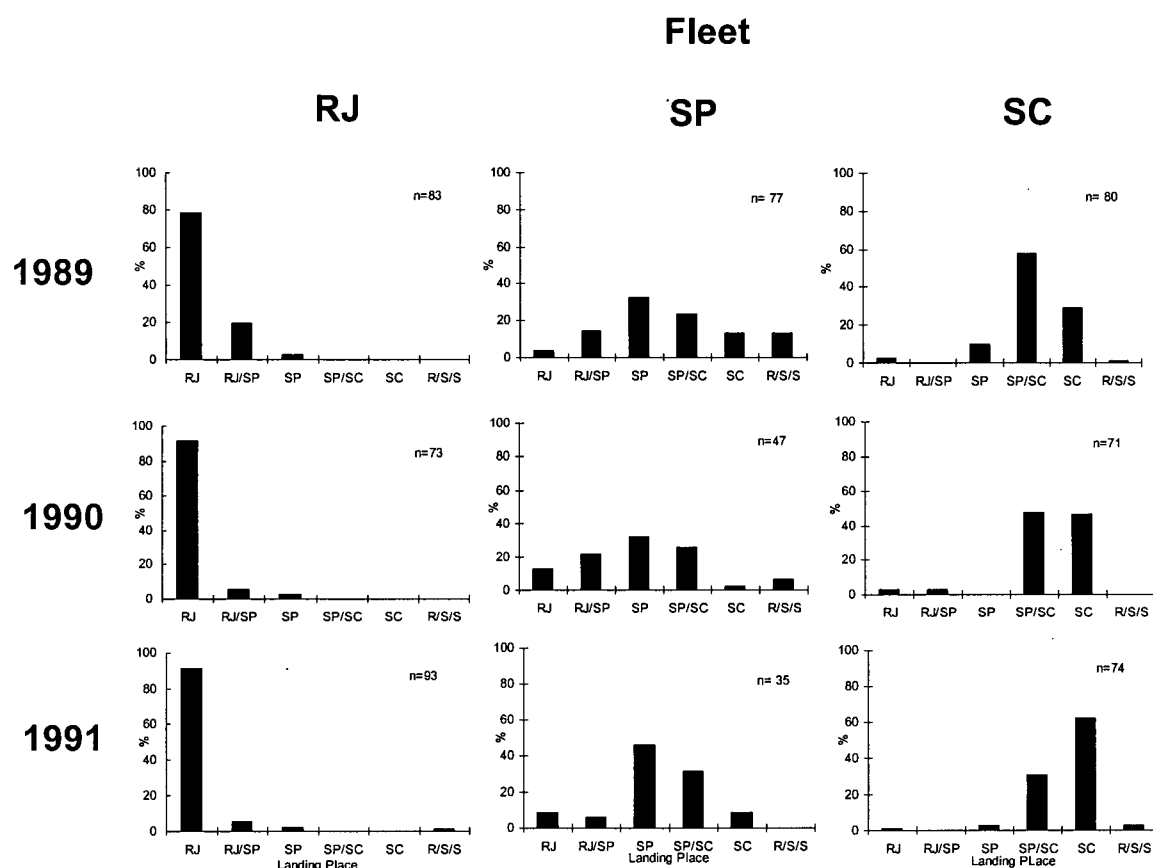 Fleet
RJ SP SC
1989
100
80
60
40
20
0
%
n=83
RJ RJ/SP SP SP/SC SC R/S/S
100
80
60
40
20
0
%
n= 77
RJ RJ/SP SP SP/SC SC R/S/S
100
80
60
40
20
0
%
n= 80
RJ RJ/SP SP SP/SC SC R/S/S
1990
100
80
60
40
20
0
%
n=73
RJ RJ/SP SP SP/SC SC R/S/S
100
80
60
40
20
0
%
n=47
RJ RJ/SP SP SP/SC SC R/S/S
100
80
60
40
20
0
%
n=71
RJ RJ/SP SP SP/SC SC R/S/S
1991
100
80
60
40
20
0
%
n=93
RJ RJ/SP SP SP/SC SC R/S/S
Landing Place
100
80
60
40
20
0
%
n= 35
RJ RJ/SP SP SP/SC SC R/S/S
Landing PLace
100
80
60
40
20
0
%
n=74
RJ RJ/SP SP SP/SC SC R/S/S
Landing PLace